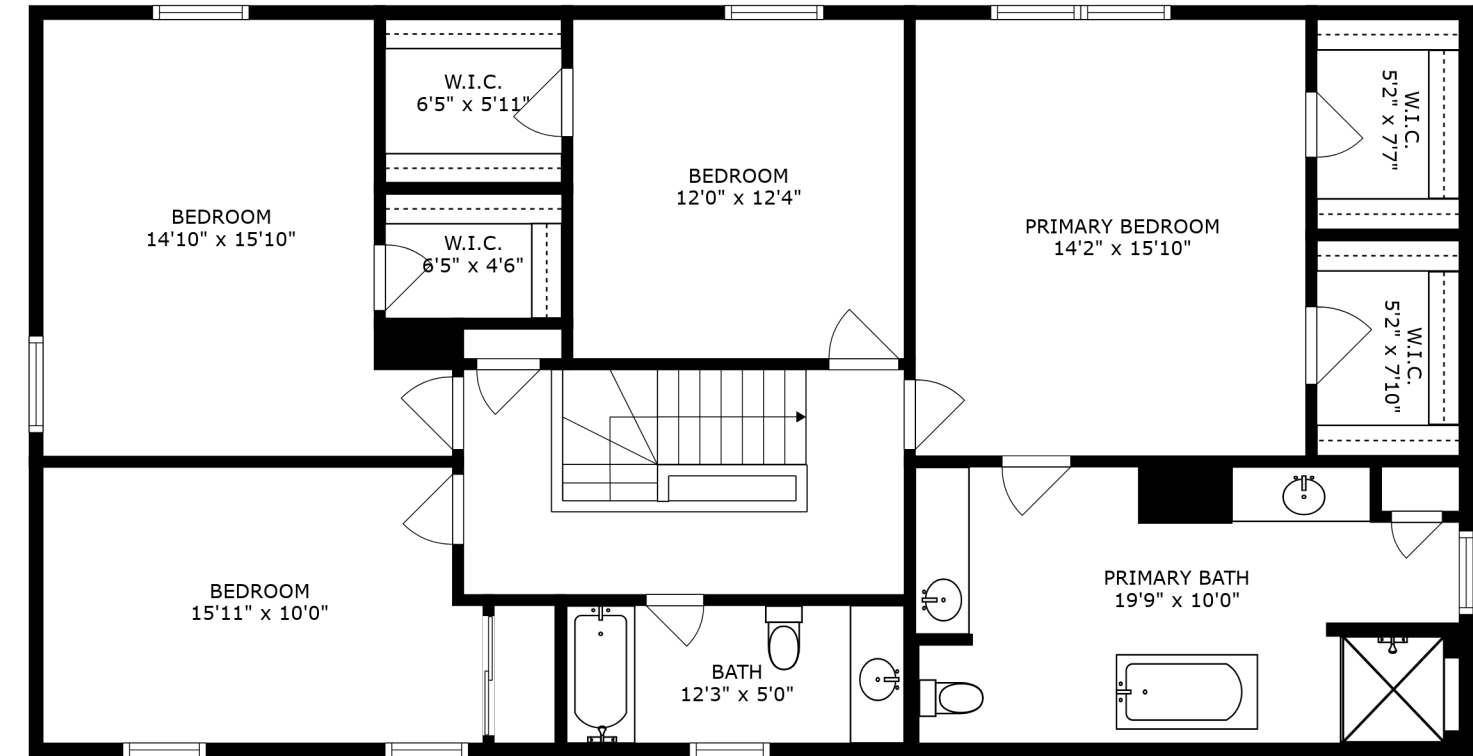 W.I.C.
6'5" x 5'11"
W.I.C.
5'2" x 7'7"
BEDROOM
12'0" x 12'4"
BEDROOM
14'10" x 15'10"
PRIMARY BEDROOM
14'2" x 15'10"
W.I.C.
6'5" x 4'6"
W.I.C.
5'2" x 7'10"
BEDROOM
15'11" x 10'0"
PRIMARY BATH
19'9" x 10'0"
BATH
12'3" x 5'0"